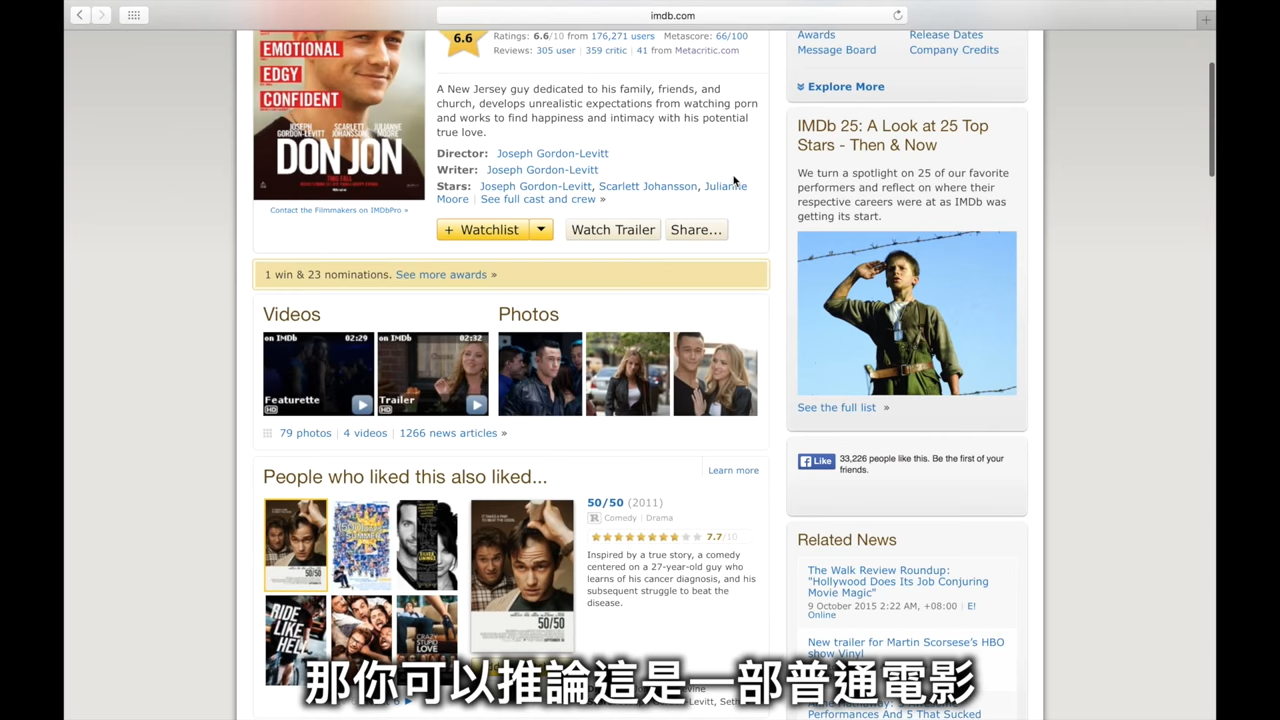 imdb.com
EMOTIONAL
EDGY
CONFIDENT
JOSEPH GORDON-LEVITT SCARLETT JOHANSSON JULIANNE MOORE
DON JON
THIS FALL
Contact the Filmmakers on IMDbPro »
6.6
Ratings: 6.6/10 from 176,271 users Metascore: 66/100
Reviews: 305 user | 359 critic | 41 from Metacritic.com
A New Jersey guy dedicated to his family, friends, and
church, develops unrealistic expectations from watching porn
and works to find happiness and intimacy with his potential
true love.
Director: Joseph Gordon-Levitt
Writer: Joseph Gordon-Levitt
Stars: Joseph Gordon-Levitt, Scarlett Johansson, Julianne
Moore | See full cast and crew »
+ Watchlist
Watch Trailer
Share...
1 win & 23 nominations. See more awards »
Videos
Photos
on IMDb 02:29
Featurette
HD
on IMDb 02:32
Trailer
HD
79 photos | 4 videos | 1266 news articles »
People who liked this also liked...
Learn more
50/50
CRAZY
STUPID
LOVE
50/50
50/50 (2011)
R Comedy | Drama
7.7/10
Inspired by a true story, a comedy
centered on a 27-year-old guy who
learns of his cancer diagnosis, and his
subsequent struggle to beat the
disease.
Awards
Release Dates
Message Board
Company Credits
Explore More
IMDb 25: A Look at 25 Top
Stars - Then & Now
We turn a spotlight on 25 of our favorite
performers and reflect on where their
respective careers were at as IMDb was
getting its start.
See the full list »
Like
33,226 people like this. Be the first of your
friends.
Related News
The Walk Review Roundup:
"Hollywood Does Its Job Conjuring
Movie Magic"
9 October 2015 2:22 AM, +08:00 | E!
Online
New trailer for Martin Scorsese's HBO
show Vinyl
Performances And 5 That Sucked
那你可以推論這是一部普通電影